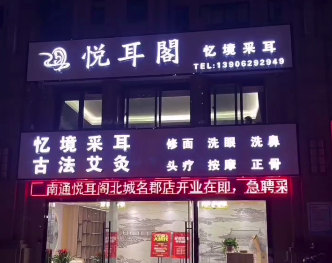 悦耳閣 忆境采耳
TEL:13906292949
忆境采耳 修面 洗眼 洗鼻
古法艾灸 头疗 按摩 正骨
南通悦耳阁北城名郡店开业在即，急聘采